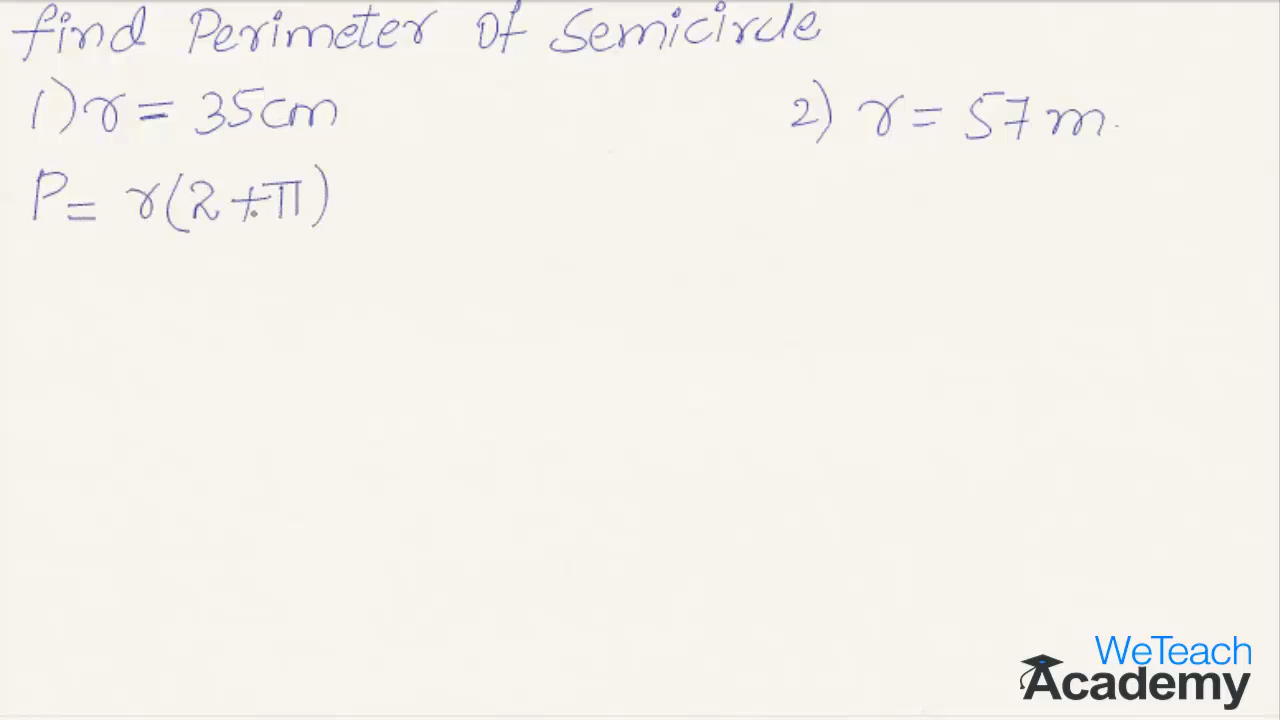 find Perimeter of Semicircle
1) r = 35cm
2) r = 57 m.
P = r(2+π)
WeTeach
Academy